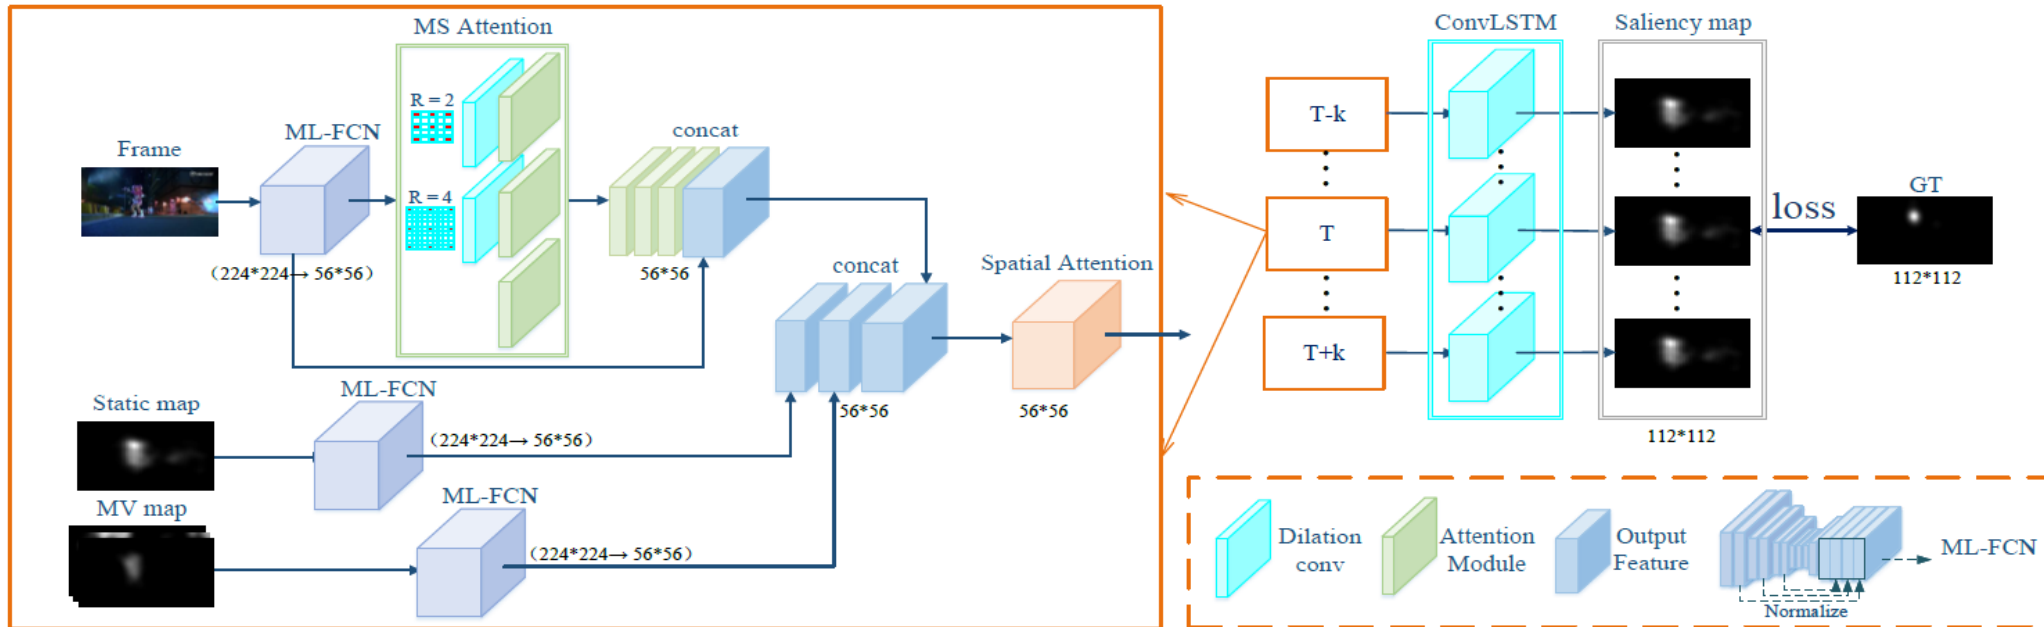 MS Attention
R = 2
ML-FCN
concat
Frame
R = 4
(224*224→ 56*56)
56*56
concat
Spatial Attention
ML-FCN
Static map
56*56
56*56
(224*224→ 56*56)
MV map
ML-FCN
(224*224→ 56*56)
ConvLSTM
Saliency map
T-k
GT
T
loss
112*112
T+k
112*112
Dilation
conv
Attention
Module
Output
Feature
ML-FCN
Normalize